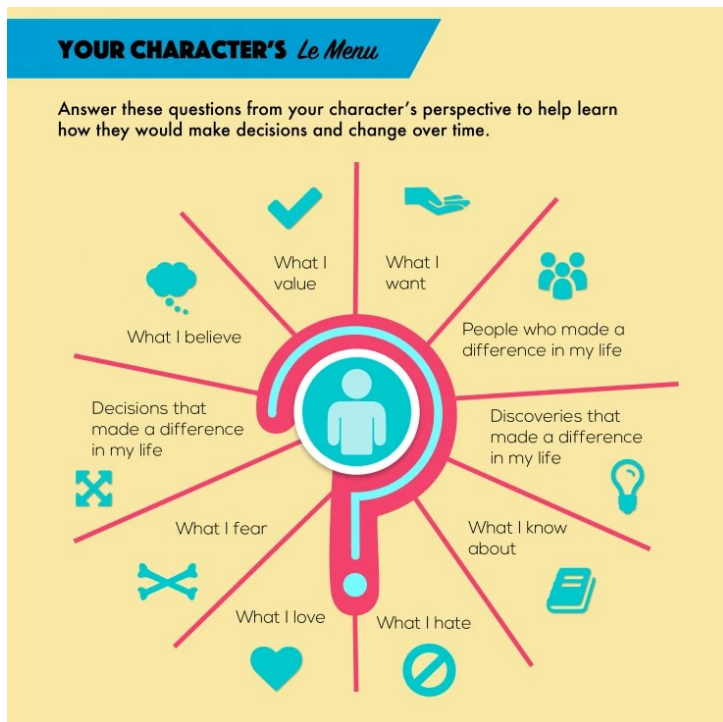 YOUR CHARACTER'S Le Menu
Answer these questions from your character's perspective to help learn
how they would make decisions and change over time.
What I
value
What I
want
People who made a
difference in my life
Discoveries that
made a difference
in my life
What I know
about
What I hate
What I love
What I fear
Decisions that
made a difference
in my life
What I believe